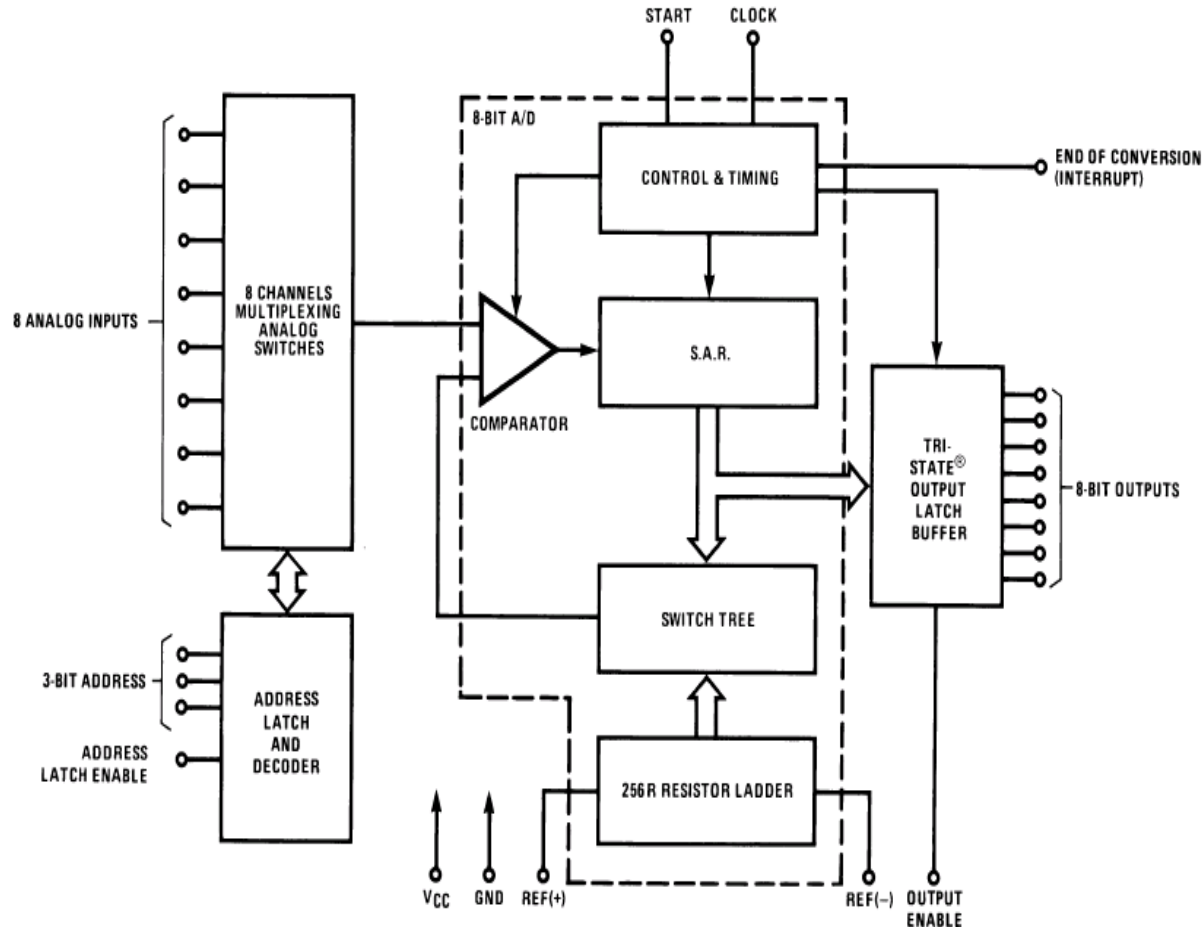 START
CLOCK
8-BIT A/D
CONTROL & TIMING
END OF CONVERSION
(INTERRUPT)
8 ANALOG INPUTS
8 CHANNELS
MULTIPLEXING
ANALOG
SWITCHES
S.A.R.
COMPARATOR
TRI-
STATE®
OUTPUT
LATCH
BUFFER
8-BIT OUTPUTS
SWITCH TREE
3-BIT ADDRESS
ADDRESS
LATCH ENABLE
ADDRESS
LATCH
AND
DECODER
256R RESISTOR LADDER
VCC
GND
REF(+)
REF(−)
OUTPUT
ENABLE